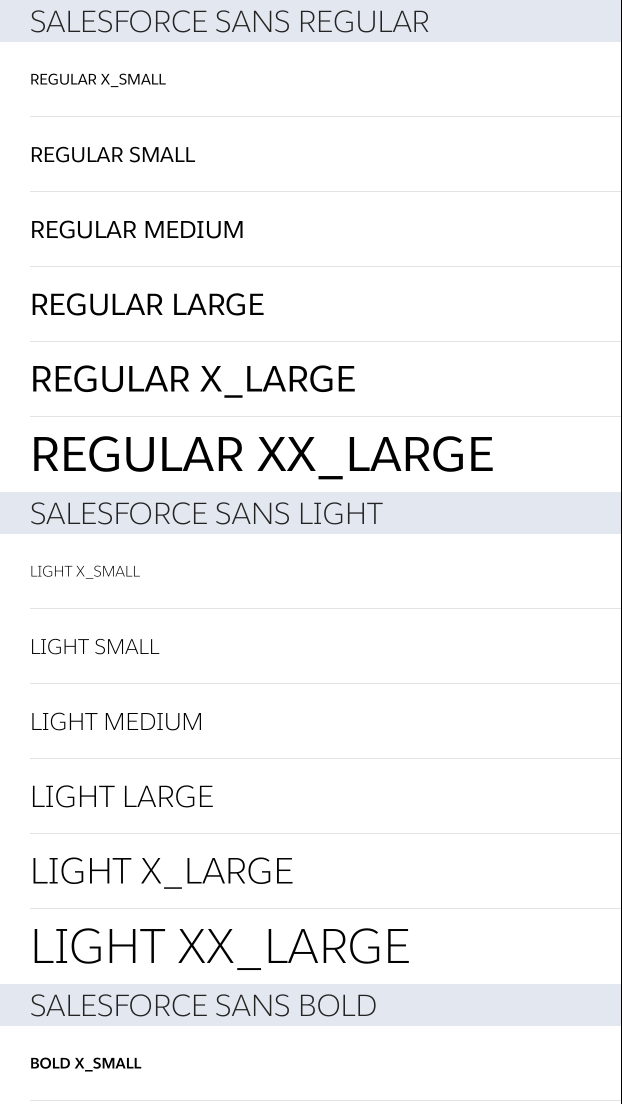 SALESFORCE SANS REGULAR
REGULAR X_SMALL
REGULAR SMALL
REGULAR MEDIUM
REGULAR LARGE
REGULAR X_LARGE
REGULAR XX_LARGE
SALESFORCE SANS LIGHT
LIGHT X_SMALL
LIGHT SMALL
LIGHT MEDIUM
LIGHT LARGE
LIGHT X_LARGE
LIGHT XX_LARGE
SALESFORCE SANS BOLD
BOLD X_SMALL